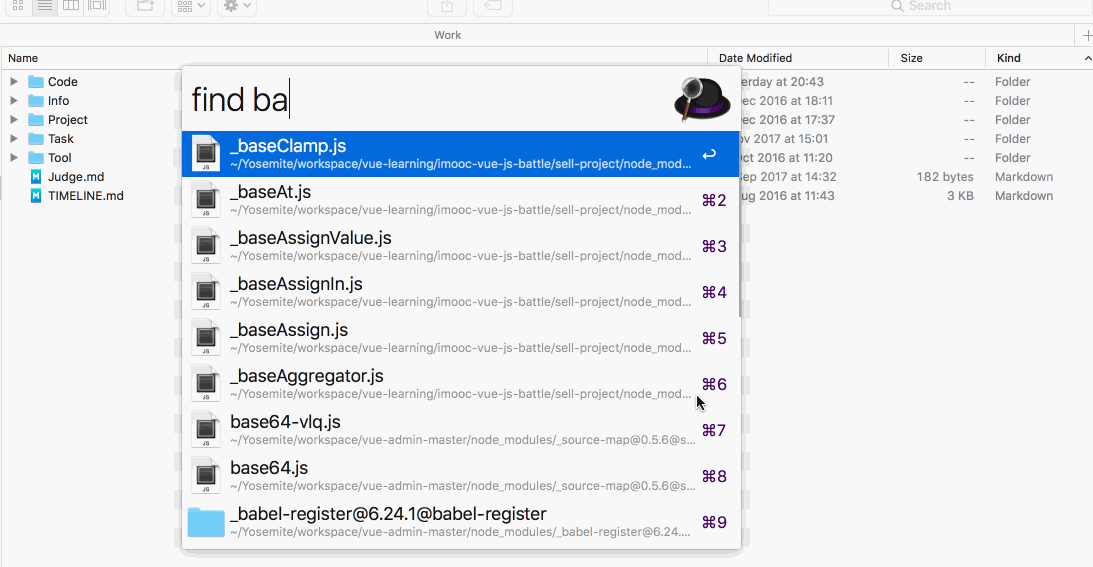 Search
Work
Name
Date Modified
Size
Kind
Code
erday at 20:43
--
Folder
Info
ec 2016 at 18:11
--
Folder
Project
ec 2016 at 17:37
--
Folder
Task
ov 2017 at 15:01
--
Folder
Tool
ct 2016 at 11:20
--
Folder
Judge.md
ep 2017 at 14:32
182 bytes
Markdown
TIMELINE.md
ug 2016 at 11:43
3 KB
Markdown
find ba
_baseClamp.js
~/Yosemite/workspace/vue-learning/imooc-vue-js-battle/sell-project/node_mod...
_baseAt.js
⌘2
~/Yosemite/workspace/vue-learning/imooc-vue-js-battle/sell-project/node_mod...
_baseAssignValue.js
⌘3
~/Yosemite/workspace/vue-learning/imooc-vue-js-battle/sell-project/node_mod...
_baseAssignIn.js
⌘4
~/Yosemite/workspace/vue-learning/imooc-vue-js-battle/sell-project/node_mod...
_baseAssign.js
⌘5
~/Yosemite/workspace/vue-learning/imooc-vue-js-battle/sell-project/node_mod...
_baseAggregator.js
⌘6
~/Yosemite/workspace/vue-learning/imooc-vue-js-battle/sell-project/node_mod...
base64-vlq.js
⌘7
~/Yosemite/workspace/vue-admin-master/node_modules/_source-map@0.5.6@s...
base64.js
⌘8
~/Yosemite/workspace/vue-admin-master/node_modules/_source-map@0.5.6@s...
_babel-register@6.24.1@babel-register
⌘9
~/Yosemite/workspace/vue-admin-master/node_modules/_babel-register@6.24....